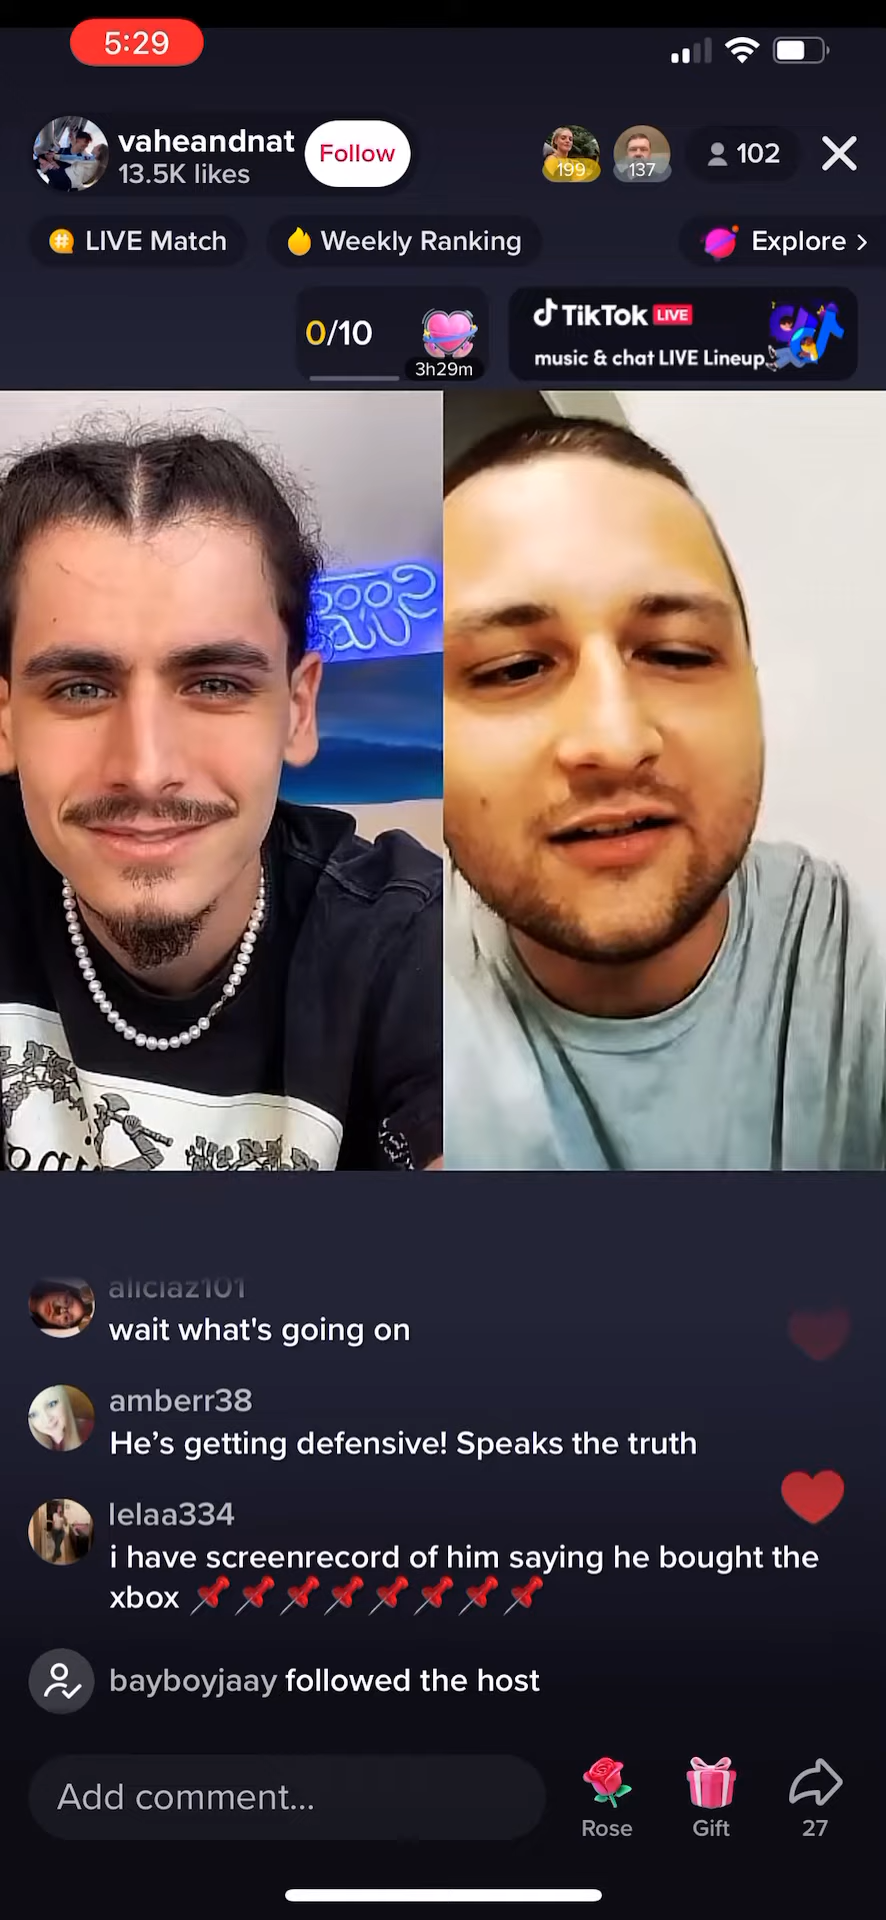 5:29
vaheandnat
13.5K likes
Follow
199
137
102
LIVE Match
Weekly Ranking
Explore >
0/10
3h29m
TikTok LIVE
music & chat LIVE Lineup
aliciaz101
wait what's going on
amberr38
He’s getting defensive! Speaks the truth
lelaa334
i have screenrecord of him saying he bought the
xbox 📌📌📌📌📌📌📌📌
bayboyjaay followed the host
Add comment...
Rose
Gift
27